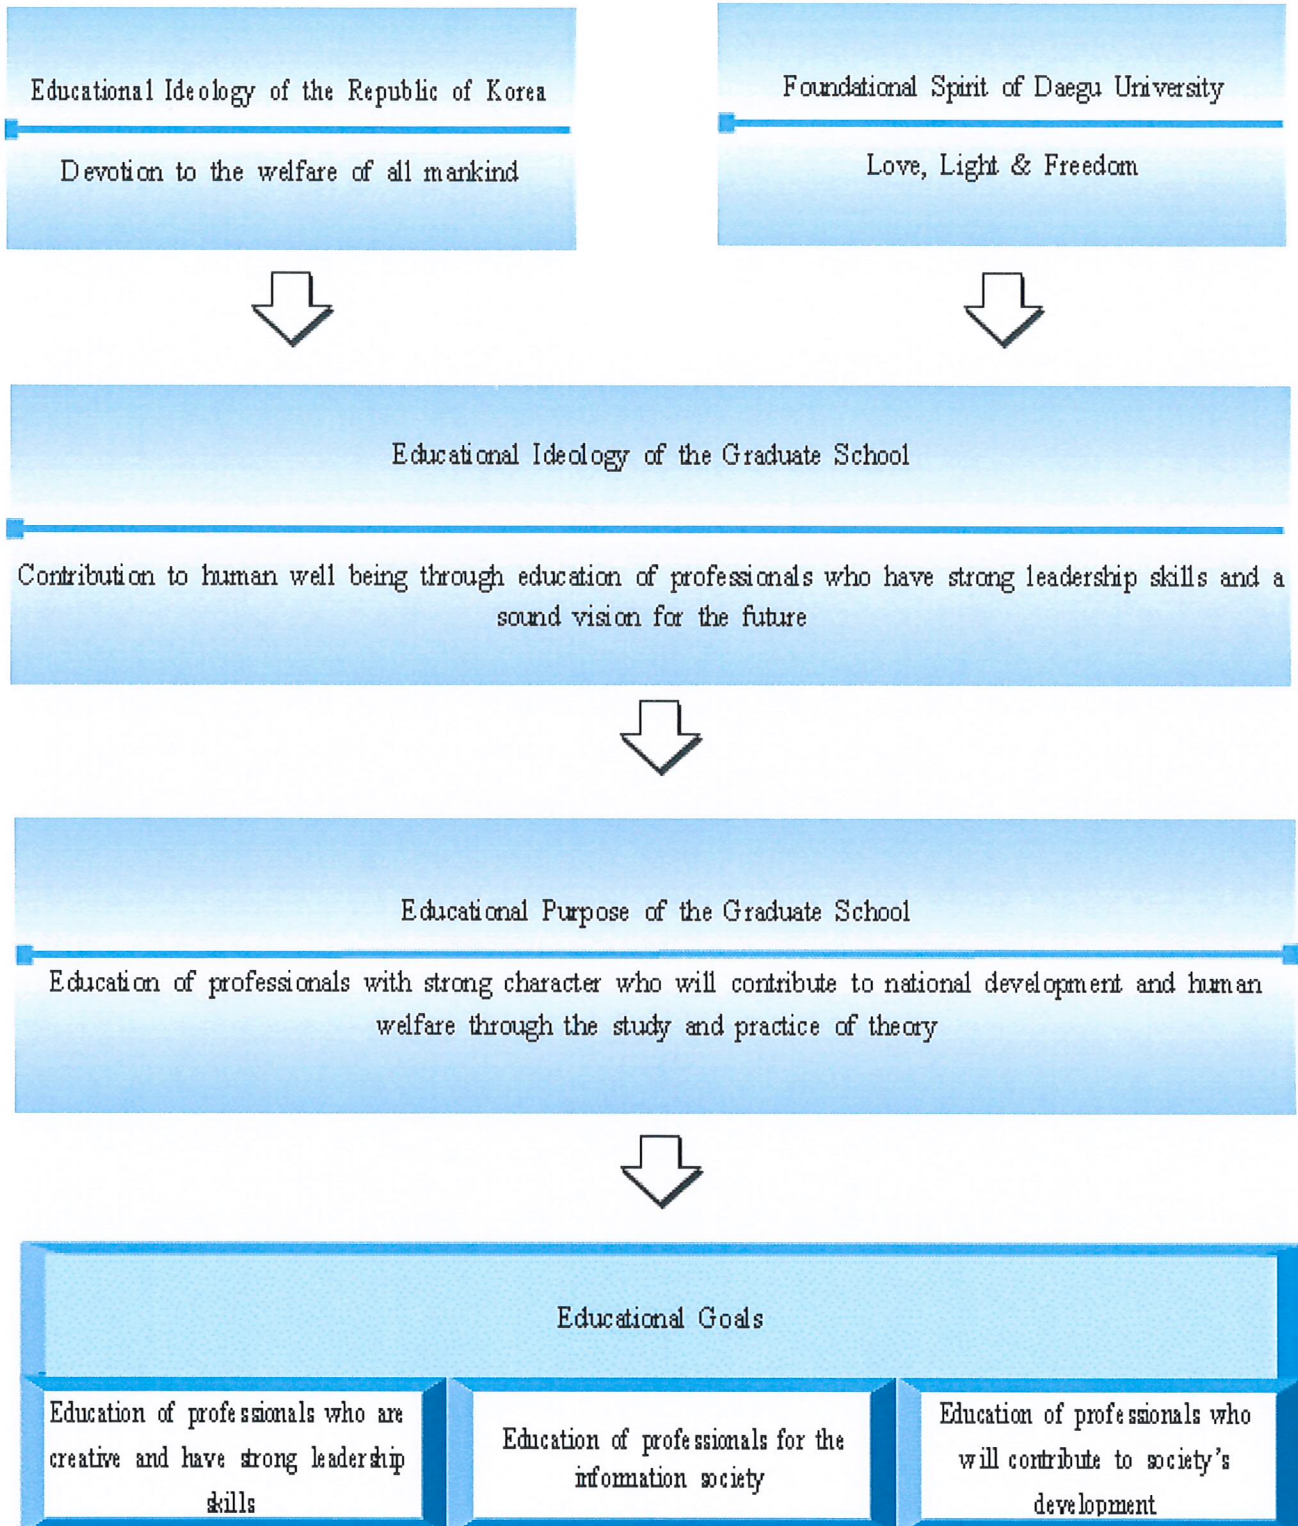 Educational Ideology of the Republic of Korea
Devotion to the welfare of all mankind
Foundational Spirit of Daegu University
Love, Light & Freedom
Educational Ideology of the Graduate School
Contribution to human well being through education of professionals who have strong leadership skills and a
sound vision for the future
Educational Purpose of the Graduate School
Education of professionals with strong character who will contribute to national development and human
welfare through the study and practice of theory
Educational Goals
Education of professionals who are
creative and have strong leadership
skills
Education of professionals for the
information society
Education of professionals who
will contribute to society's
development